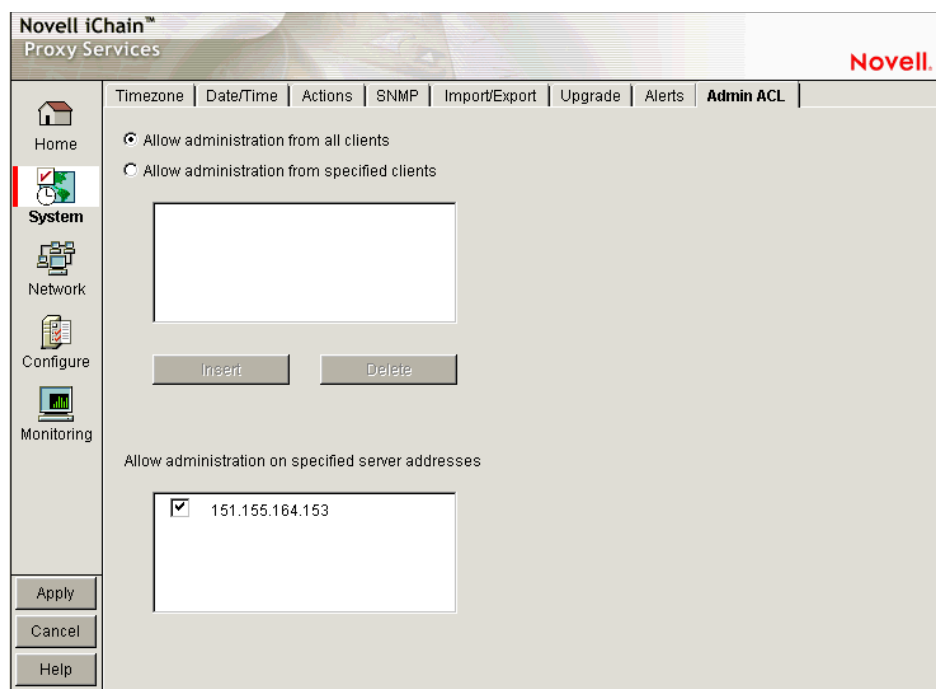 Novell iChain™
Proxy Services
Novell.
Timezone Date/Time Actions SNMP Import/Export Upgrade Alerts Admin ACL
Home
System
Network
Configure
Monitoring
Allow administration from all clients
Allow administration from specified clients
Insert Delete
Allow administration on specified server addresses
151.155.164.153
Apply
Cancel
Help